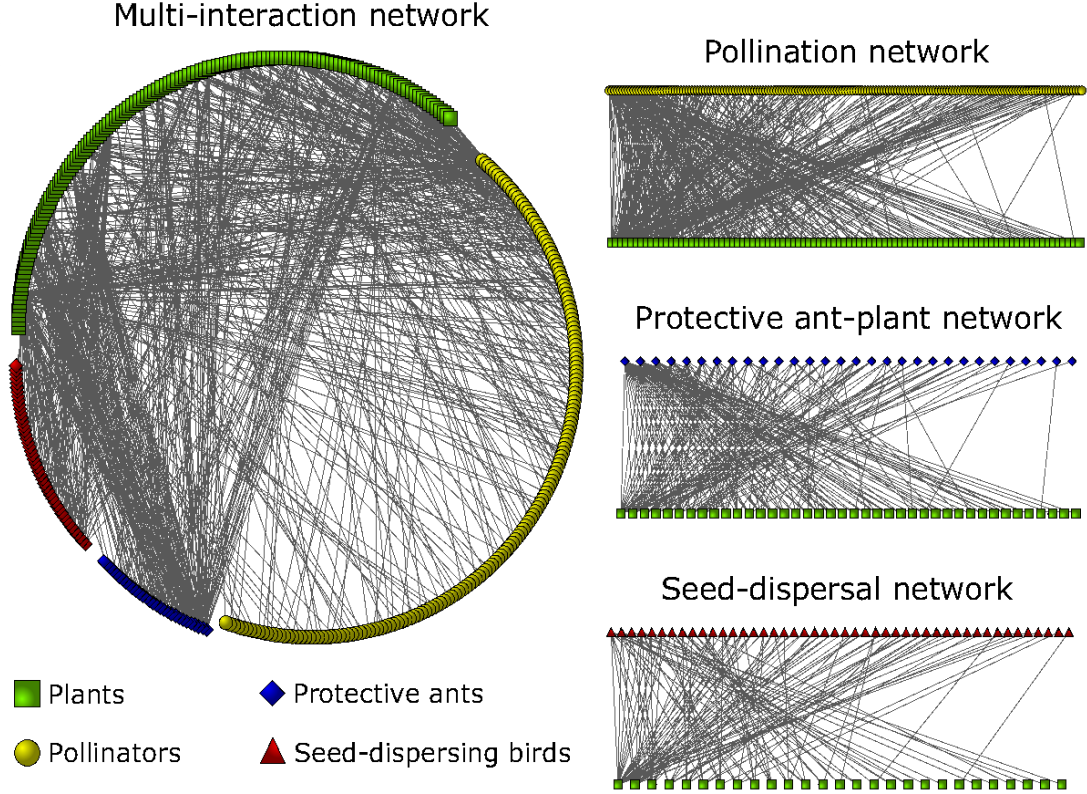 Multi-interaction network
Pollination network
Protective ant-plant network
Seed-dispersal network
Plants
Protective ants
Pollinators
Seed-dispersing birds